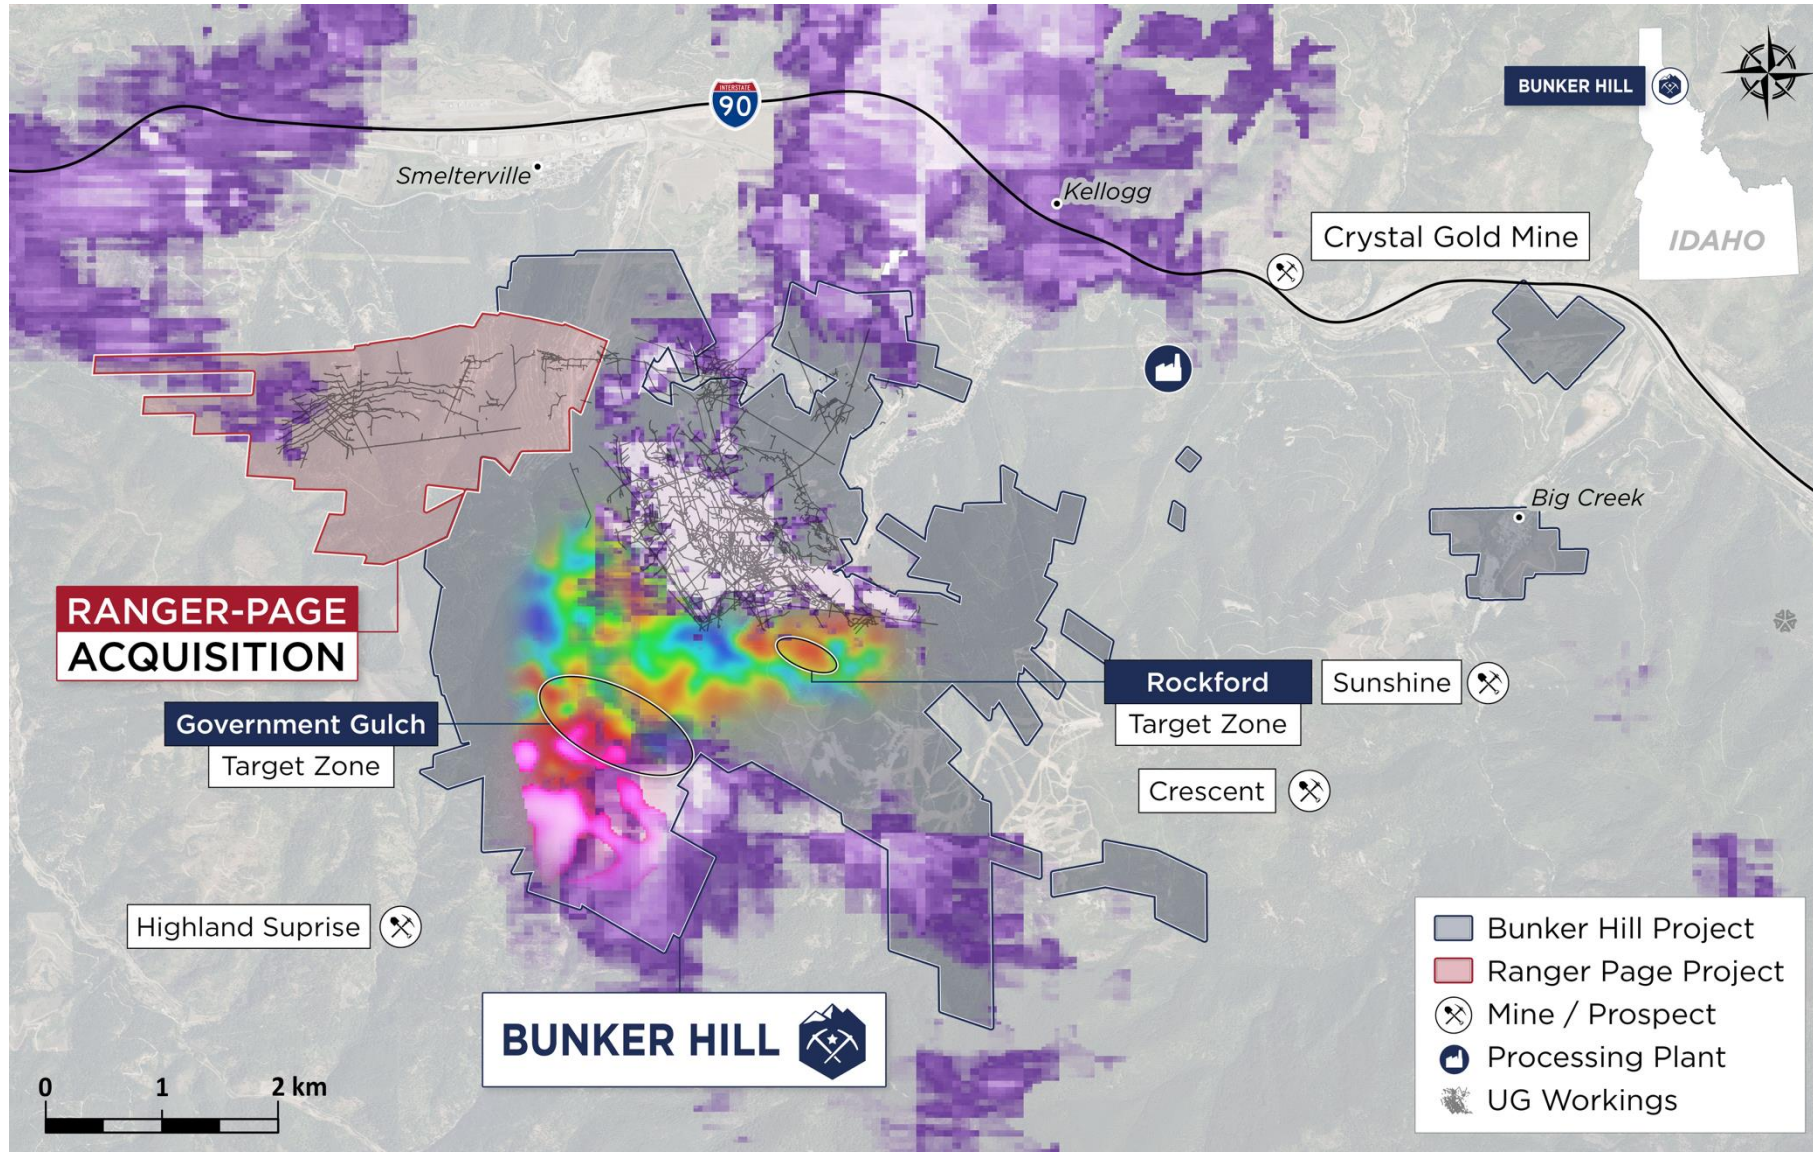 INTERSTATE
90
BUNKER HILL
IDAHO
Smelterville
Kellogg
Crystal Gold Mine
Big Creek
RANGER-PAGE
ACQUISITION
Rockford
Target Zone
Sunshine
Government Gulch
Target Zone
Crescent
Highland Suprise
BUNKER HILL
0 1 2 km
Bunker Hill Project
Ranger Page Project
Mine / Prospect
Processing Plant
UG Workings